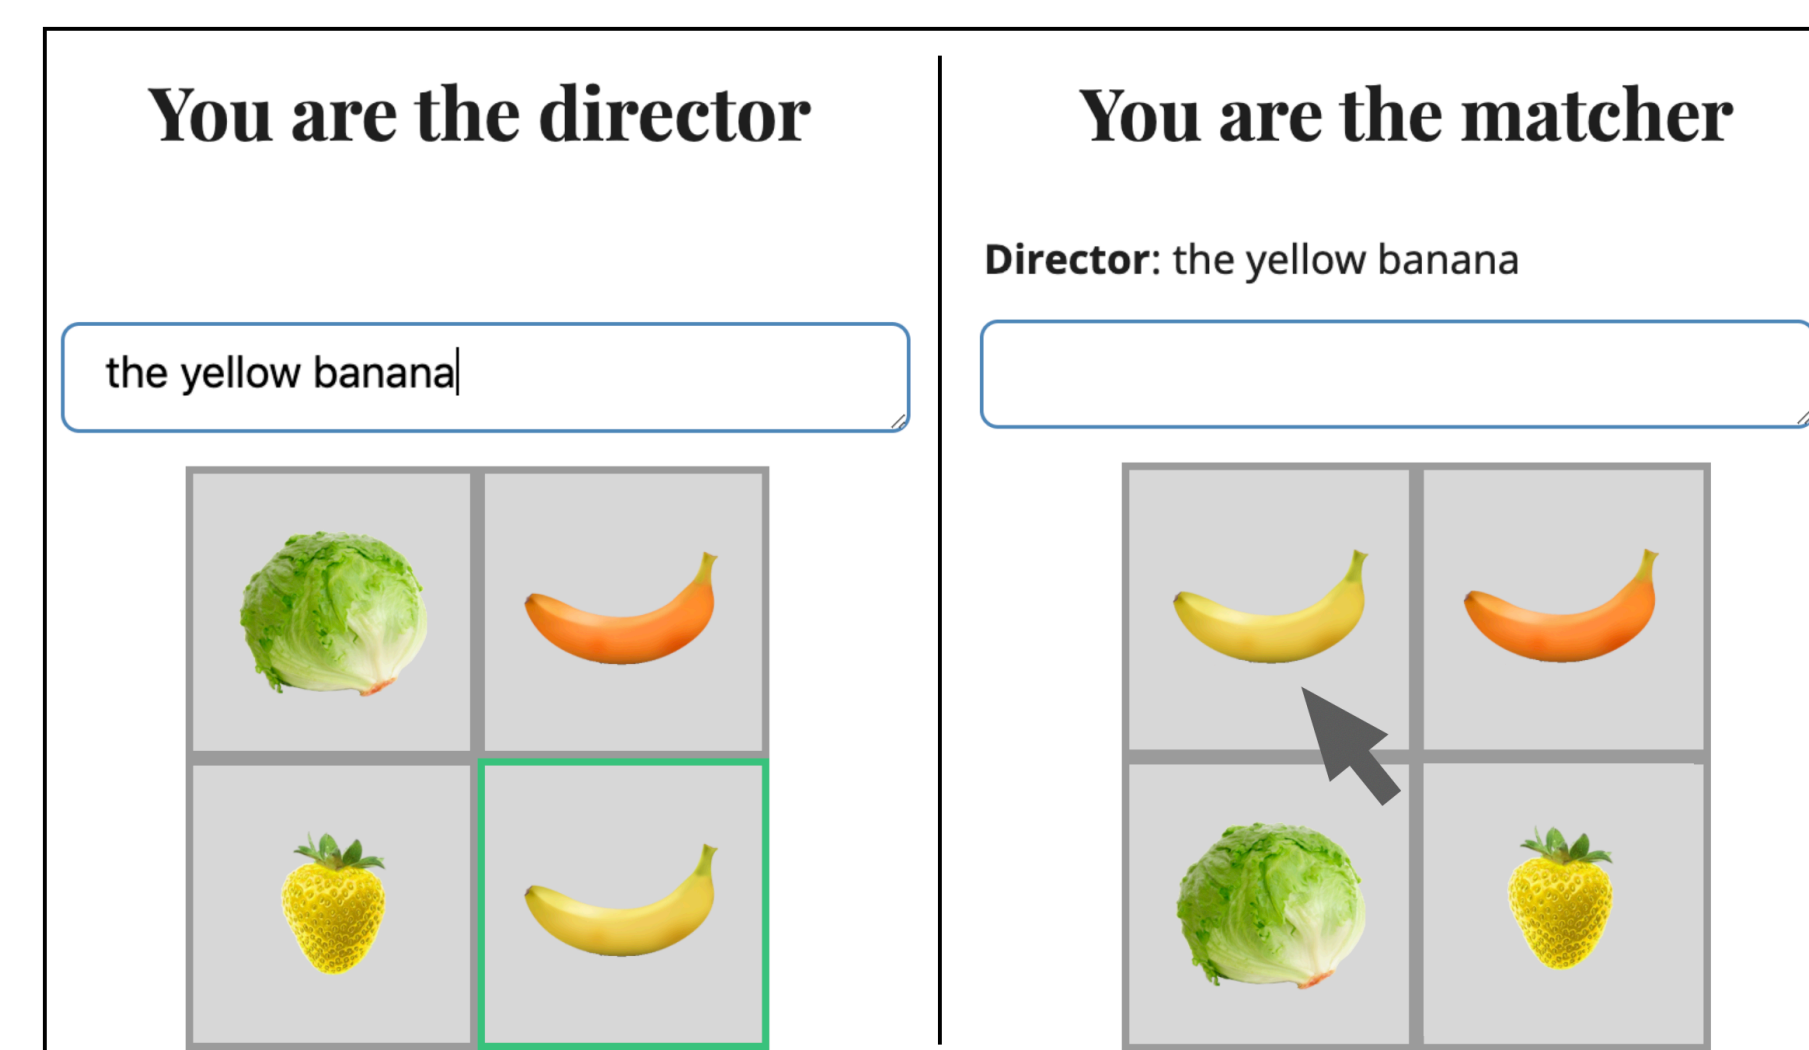 You are the director
the yellow banana
You are the matcher
Director: the yellow banana